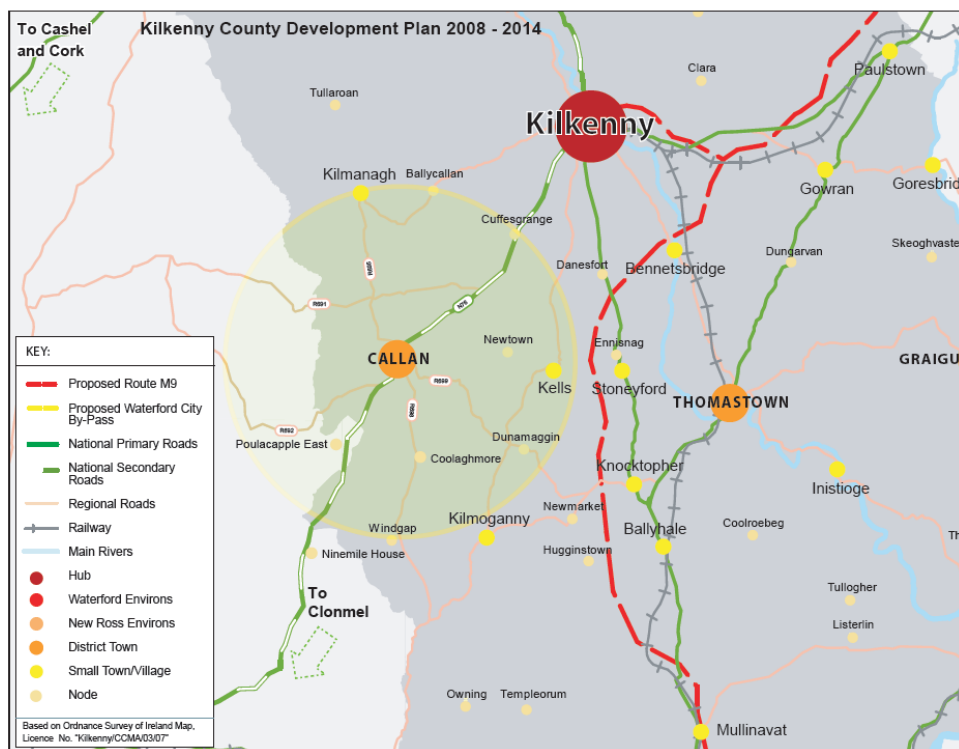 To Cashel
and Cork
Kilkenny County Development Plan 2008 - 2014
Clara
Paulstown
Tullaroan
Kilkenny
Kilmanagh
Ballycallan
Gowran
Goresbrid
Cuffesgrange
Skeoghvaste
Dungarvan
Bennetsbridge
Danesfort
R695
N76
R691
KEY:
Proposed Route M9
Proposed Waterford City
By-Pass
National Primary Roads
National Secondary
Roads
Regional Roads
Railway
Main Rivers
Hub
Waterford Environs
New Ross Environs
District Town
Small Town/Village
Node
Based on Ordnance Survey of Ireland Map,
Licence No. "Kilkenny/CCMA/03/07"
CALLAN
Newtown
Ennisnag
GRAIGU
Kells
Stoneyford
THOMASTOWN
R699
R698
R692
Poulacapple East
Dunamaggin
Coolaghmore
Knocktopher
Inistioge
Newmarket
Kilmoganny
Windgap
Ballyhale
Coolroebeg
Th
Ninemile House
Hugginstown
To
Clonmel
Tullogher
Listerlin
Owning
Templeorum
Mullinavat